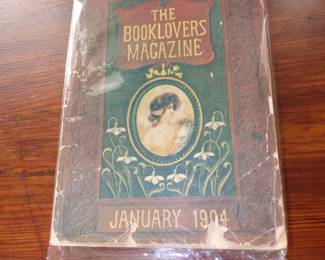 THE
BOOKLOVERS
MAGAZINE
JANUARY 1904